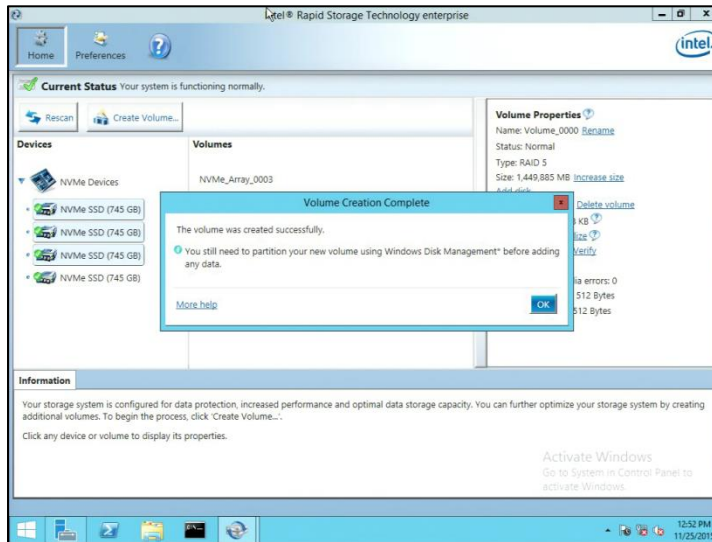 Intel® Rapid Storage Technology enterprise
Home
Preferences
?
intel
Current Status Your system is functioning normally.
Rescan
Create Volume...
Devices
Volumes
NVMe Devices
NVMe_Array_0003
NVMe SSD (745 GB)
NVMe SSD (745 GB)
NVMe SSD (745 GB)
NVMe SSD (745 GB)
Volume Properties ?
Name: Volume_0000 Rename
Status: Normal
Type: RAID 5
Size: 1,449,885 MB Increase size
Add disk
Delete volume
KB ?
Verify
errors: 0
512 Bytes
512 Bytes
Volume Creation Complete
x
The volume was created successfully.
You still need to partition your new volume using Windows Disk Management* before adding
any data.
More help
OK
Information
Your storage system is configured for data protection, increased performance and optimal data storage capacity. You can further optimize your storage system by creating
additional volumes. To begin the process, click 'Create Volume...'.
Click any device or volume to display its properties.
Activate Windows
Go to System in Control Panel to
activate Windows.
12:52 PM